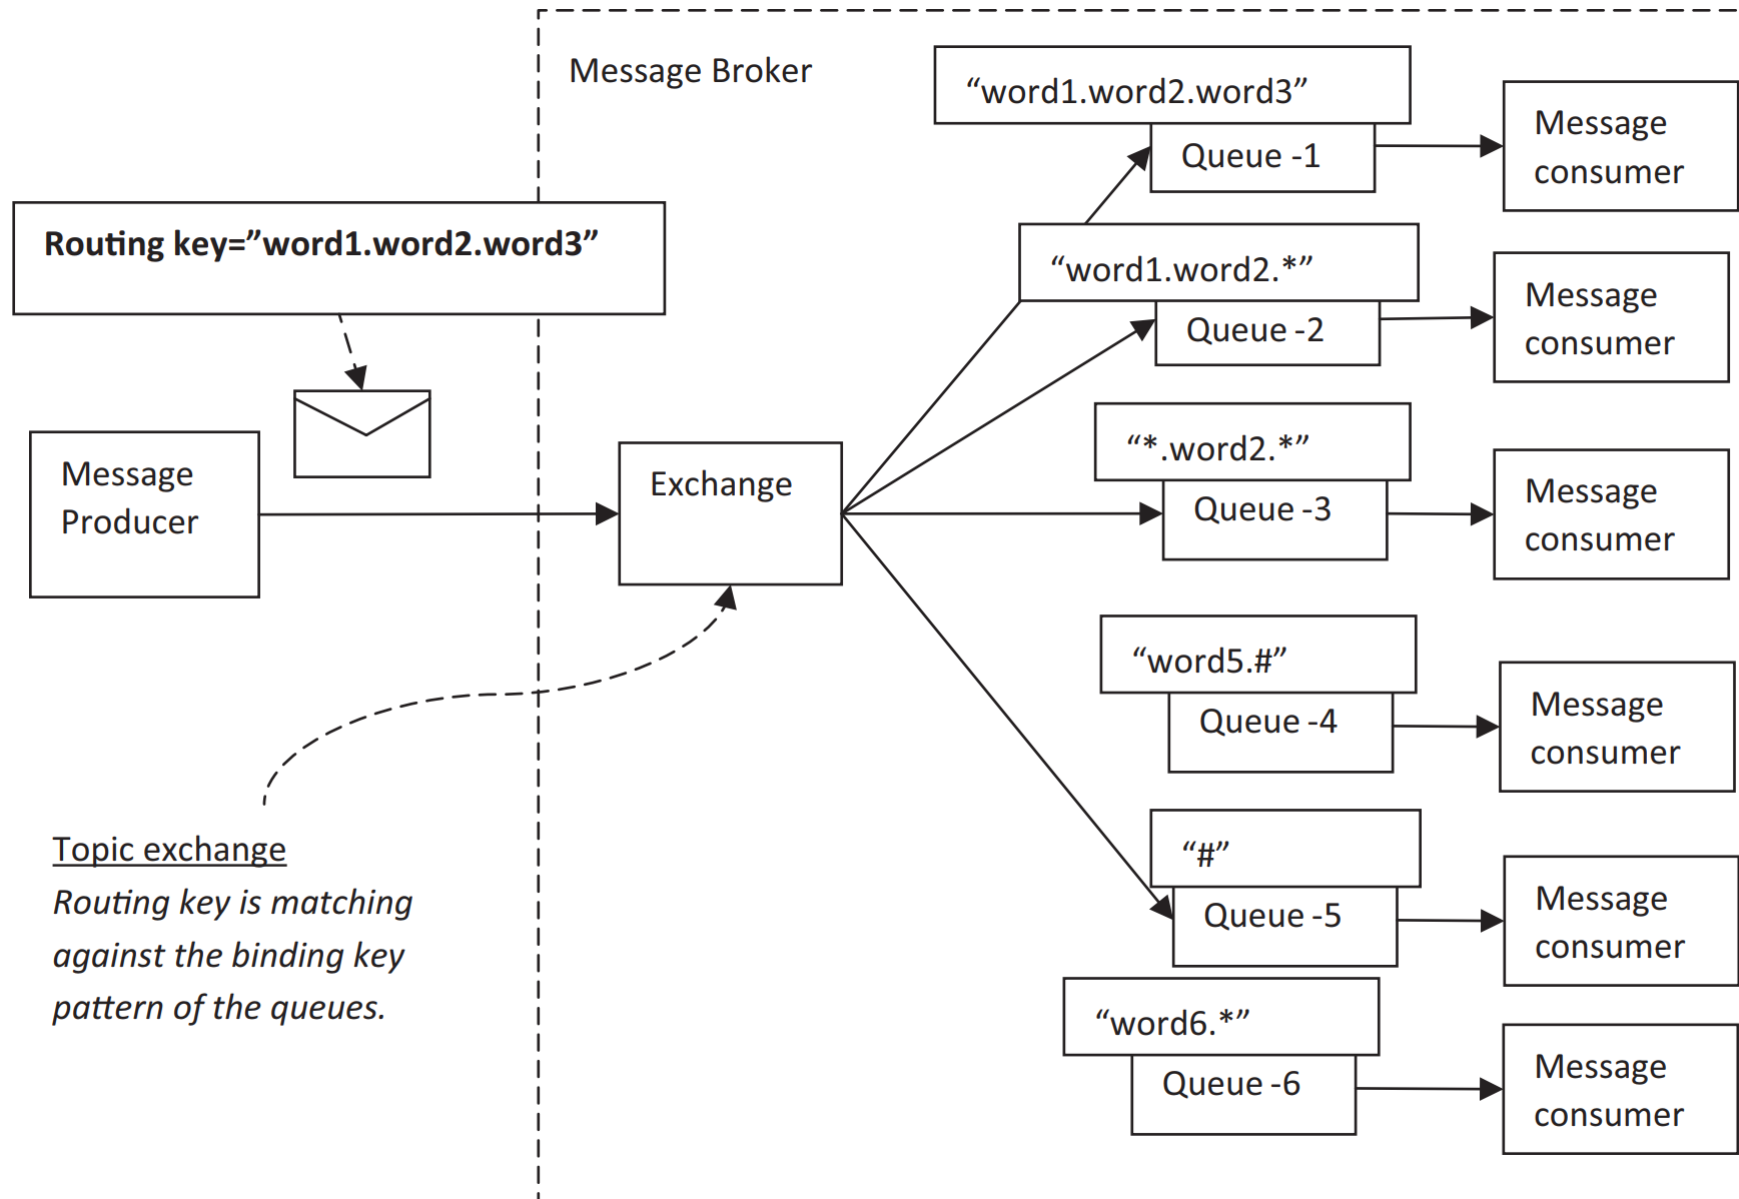 Message Broker
“word1.word2.word3”
Queue -1
Message
consumer
Routing key=”word1.word2.word3”
“word1.word2.*”
Queue -2
Message
consumer
Message
Producer
Exchange
“*.word2.*”
Queue -3
Message
consumer
“word5.#”
Queue -4
Message
consumer
Topic exchange
Routing key is matching
against the binding key
pattern of the queues.
“#”
Queue -5
Message
consumer
“word6.*”
Queue -6
Message
consumer